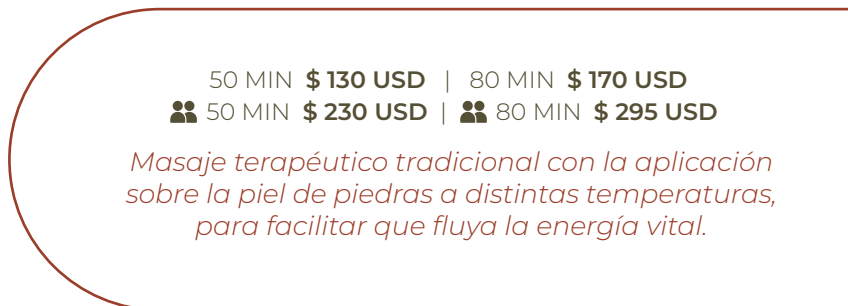 50 MIN $ 130 USD | 80 MIN $ 170 USD
50 MIN $ 230 USD | 80 MIN $ 295 USD
Masaje terapéutico tradicional con la aplicación
sobre la piel de piedras a distintas temperaturas,
para facilitar que fluya la energía vital.